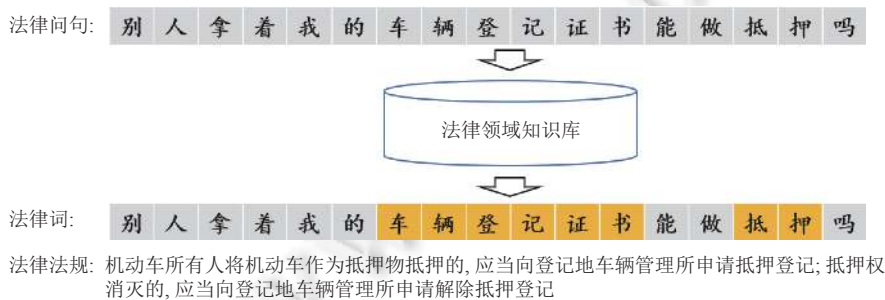 法律问句: 别人拿着我的车辆登记证书能做抵押吗
法律领域知识库
法律词: 别人拿着我的车辆登记证书能做抵押吗
法律法规: 机动车所有人将机动车作为抵押物抵押的, 应当向登记地车辆管理所申请抵押登记; 抵押权
消灭的, 应当向登记地车辆管理所申请解除抵押登记